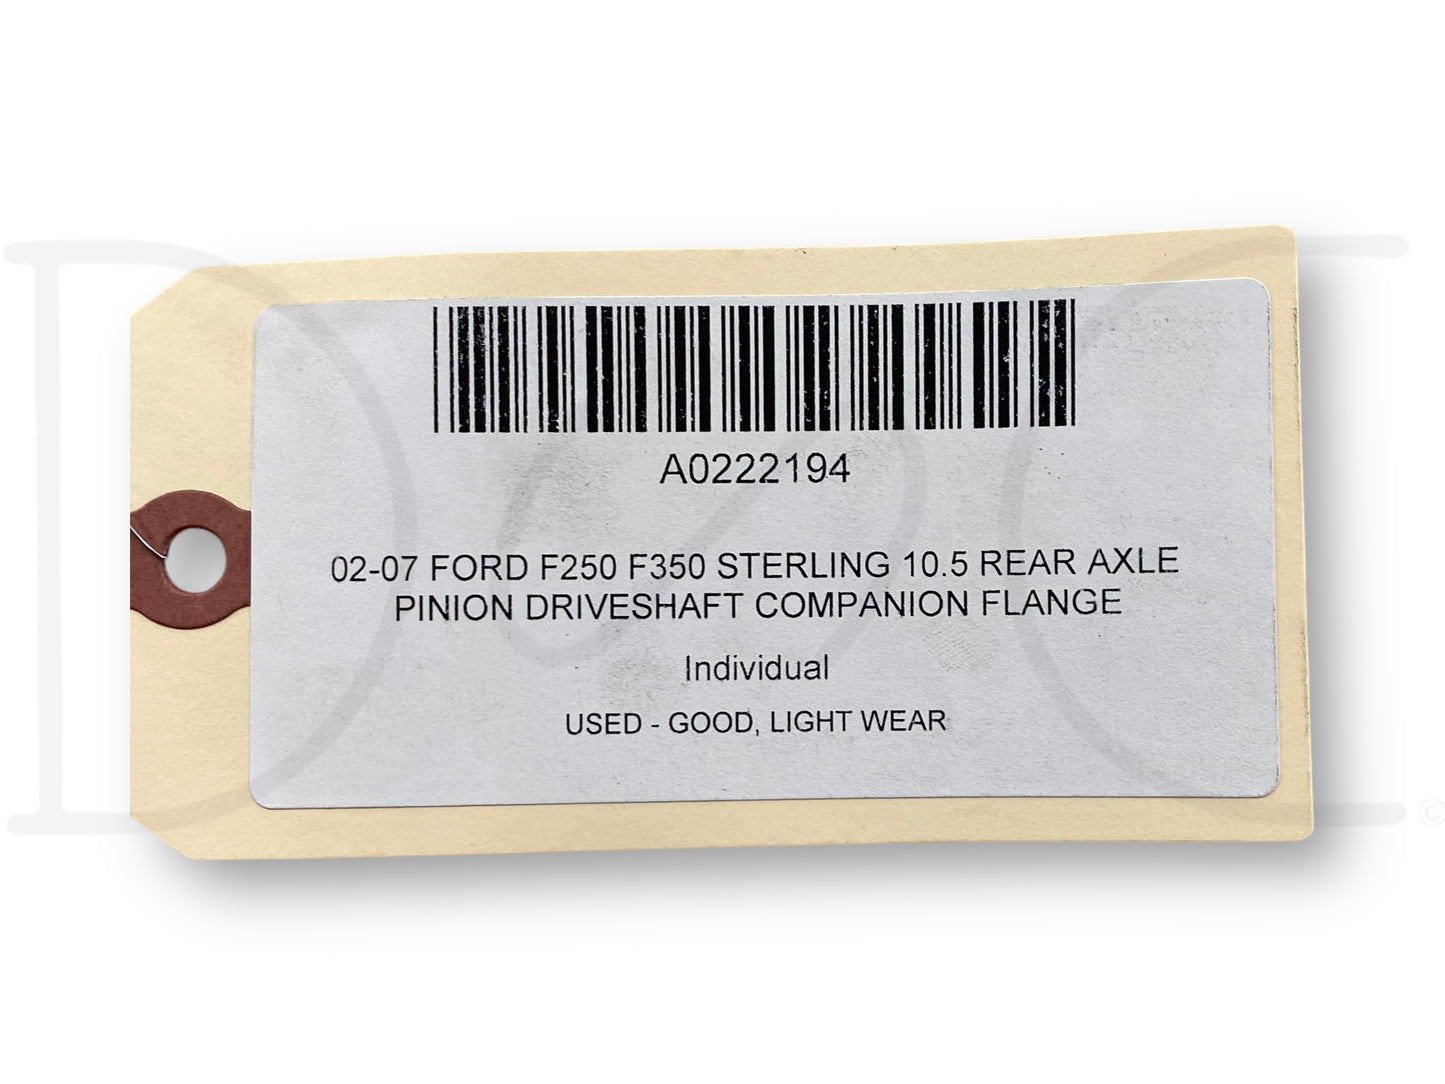 A0222194
02-07 FORD F250 F350 STERLING 10.5 REAR AXLE
PINION DRIVESHAFT COMPANION FLANGE
Individual
USED - GOOD, LIGHT WEAR
©